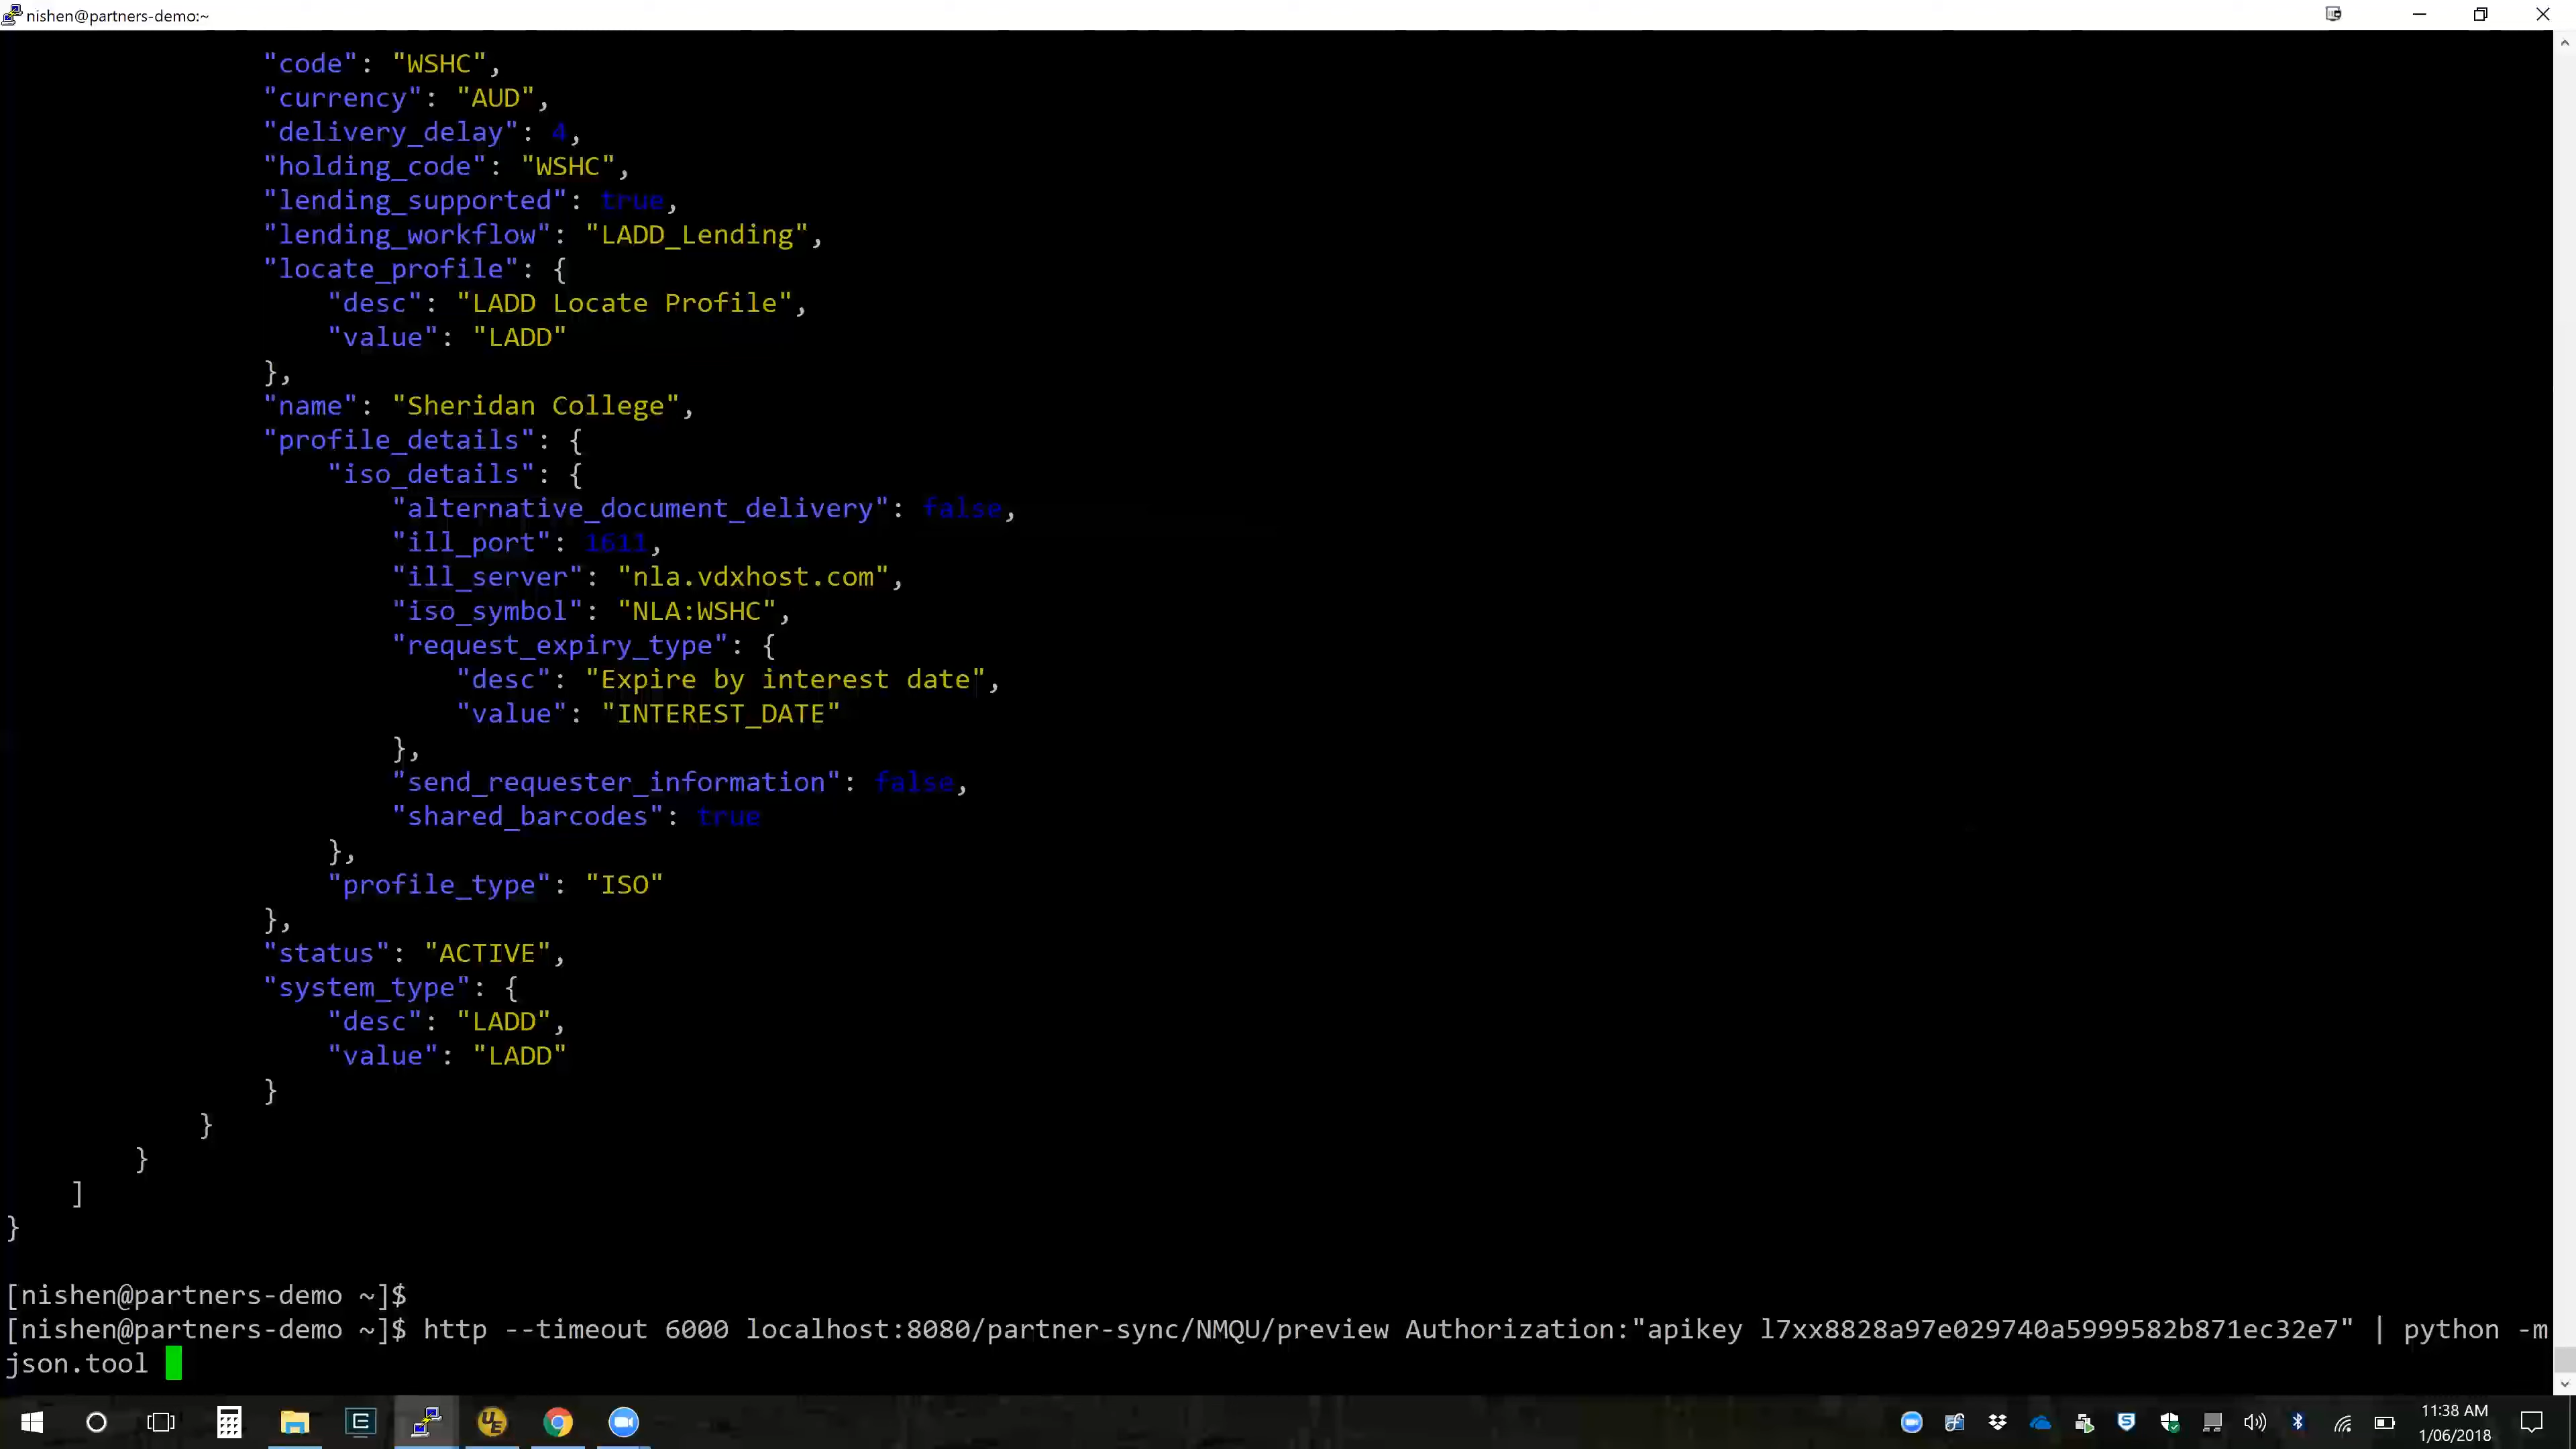 nishen@partners-demo:~
"code": "WSHC",
"currency": "AUD",
"delivery_delay": 4,
"holding_code": "WSHC",
"lending_supported": true,
"lending_workflow": "LADD_Lending",
"locate_profile": {
"desc": "LADD Locate Profile",
"value": "LADD"
},
"name": "Sheridan College",
"profile_details": {
"iso_details": {
"alternative_document_delivery": false,
"ill_port": 1611,
"ill_server": "nla.vdxhost.com",
"iso_symbol": "NLA:WSHC",
"request_expiry_type": {
"desc": "Expire by interest date",
"value": "INTEREST_DATE"
},
"send_requester_information": false,
"shared_barcodes": true
},
"profile_type": "ISO"
},
"status": "ACTIVE",
"system_type": {
"desc": "LADD",
"value": "LADD"
}
}
}
]
}
[nishen@partners-demo ~]$
[nishen@partners-demo ~]$ http --timeout 6000 localhost:8080/partner-sync/NMQU/preview Authorization:"apikey l7xx8828a97e029740a5999582b871ec32e7" | python -m
json.tool
11:38 AM
1/06/2018